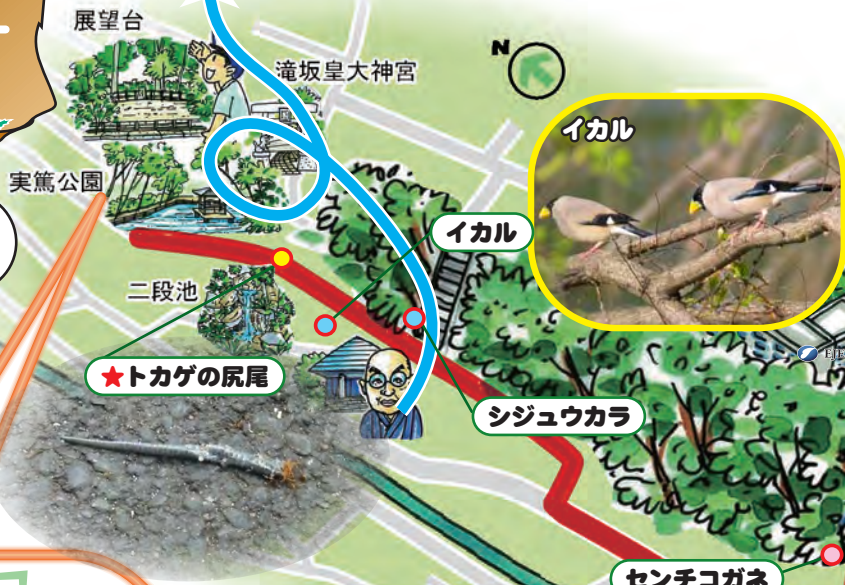 展望台
滝坂皇大神宮
N
イカル
実篤公園
イカル
二段池
★トカゲの尻尾
シジュウカラ
センチコガネ